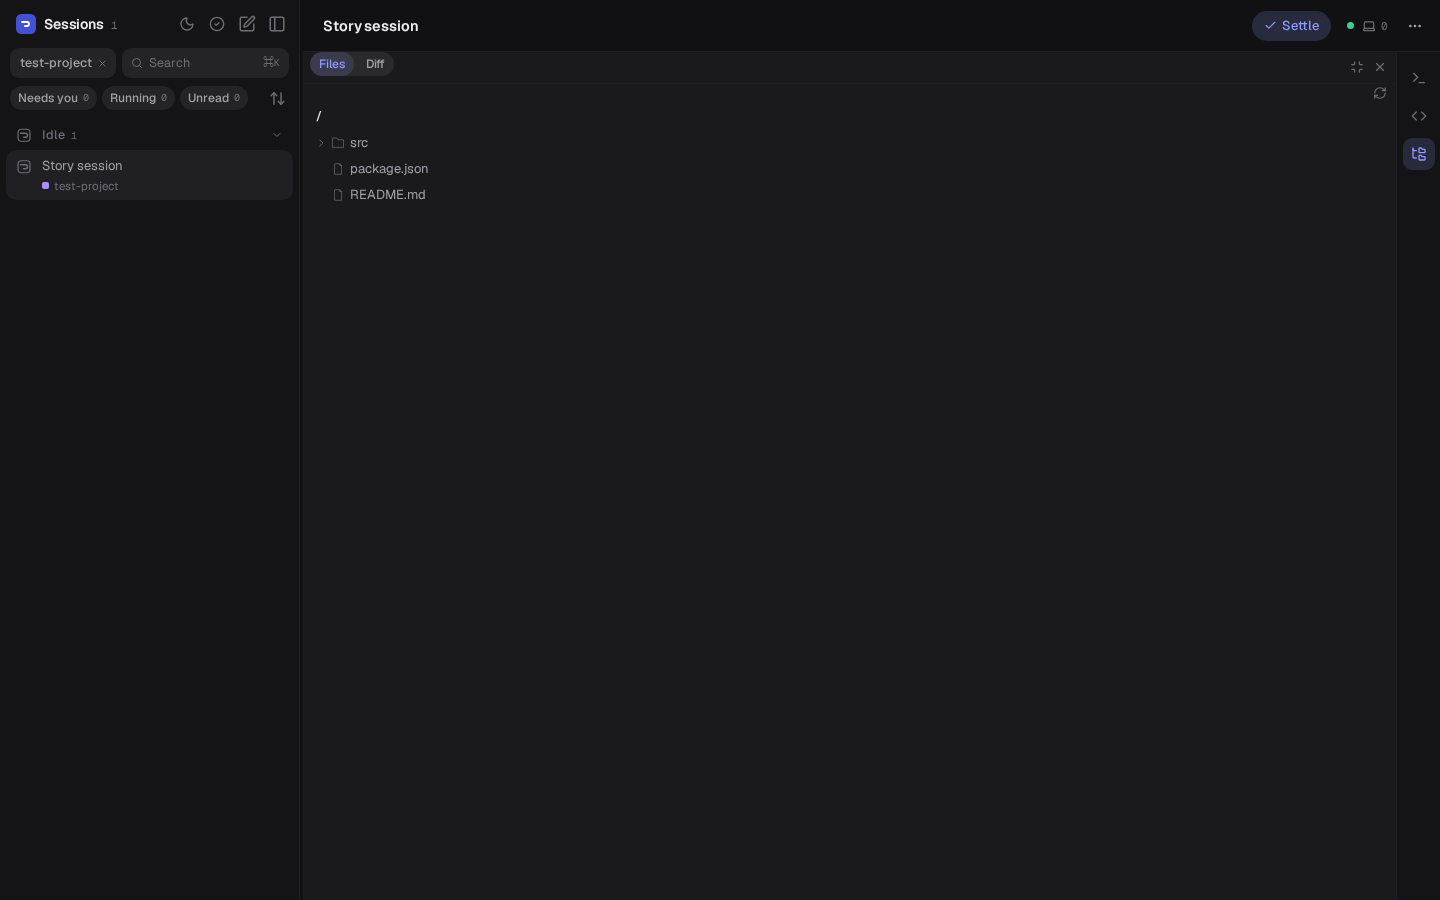 Sessions 1
test-project
Search ⌘K
Needs you 0 Running 0 Unread 0
Idle 1
Story session
test-project
Story session
Settle
0
Files Diff
/
src
package.json
README.md